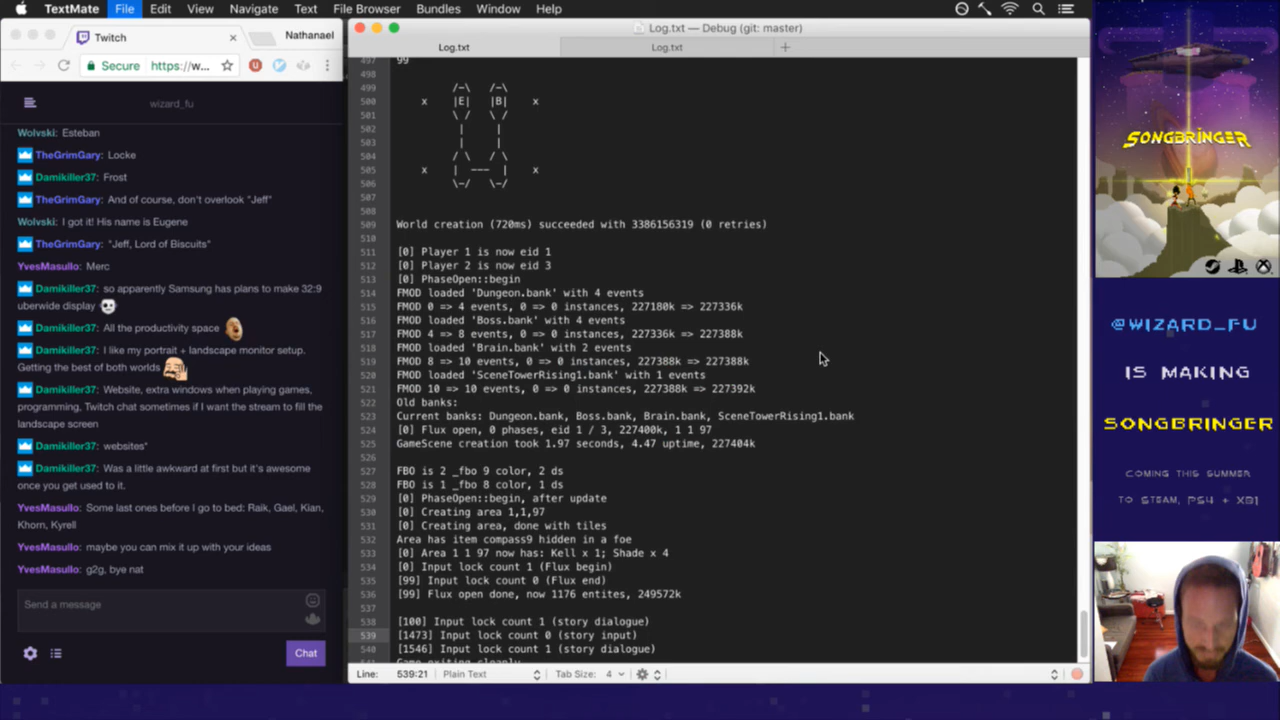 TextMate File Edit View Navigate Text File Browser Bundles Window Help
Twitch
Nathanael
Secure https://w...
wizard_fu
Wolvski: Esteban
TheGrimGary: Locke
Damikiller37: Frost
TheGrimGary: And of course, don't overlook "Jeff"
Wolvski: I got it! His name is Eugene
TheGrimGary: "Jeff, Lord of Biscuits"
YvesMasullo: Merc
Damikiller37: so apparently Samsung has plans to make 32:9
uberwide display
Damikiller37: All the productivity space
Damikiller37: I like my portrait + landscape monitor setup.
Getting the best of both worlds
Damikiller37: Website, extra windows when playing games,
programming, Twitch chat sometimes if I want the stream to fill the
landscape screen
Damikiller37: websites*
Damikiller37: Was a little awkward at first but it's awesome
once you get used to it.
YvesMasullo: Some last ones before I go to bed: Raik, Gael, Kian,
Khorn, Kyrell
YvesMasullo: maybe you can mix it up with your ideas
YvesMasullo: g2g, bye nat
Send a message
Chat
Log.txt — Debug (git: master)
Log.txt
Log.txt
497 99
498
499 /-\ /-\
500 x |E| |B| x
501 \ / \ /
502 | |
503 | |
504 / \ / \
505 x | --- | x
506 \-/ \-/
507
508
509 World creation (720ms) succeeded with 3386156319 (0 retries)
510
511 [0] Player 1 is now eid 1
512 [0] Player 2 is now eid 3
513 [0] PhaseOpen::begin
514 FMOD loaded 'Dungeon.bank' with 4 events
515 FMOD 0 => 4 events, 0 => 0 instances, 227180k => 227336k
516 FMOD loaded 'Boss.bank' with 4 events
517 FMOD 4 => 8 events, 0 => 0 instances, 227336k => 227388k
518 FMOD loaded 'Brain.bank' with 2 events
519 FMOD 8 => 10 events, 0 => 0 instances, 227388k => 227388k
520 FMOD loaded 'SceneTowerRising1.bank' with 1 events
521 FMOD 10 => 10 events, 0 => 0 instances, 227388k => 227392k
522 Old banks:
523 Current banks: Dungeon.bank, Boss.bank, Brain.bank, SceneTowerRising1.bank
524 [0] Flux open, 0 phases, eid 1 / 3, 227400k, 1 1 97
525 GameScene creation took 1.97 seconds, 4.47 uptime, 227404k
526
527 FBO is 2 _fbo 9 color, 2 ds
528 FBO is 1 _fbo 8 color, 1 ds
529 [0] PhaseOpen::begin, after update
530 [0] Creating area 1,1,97
531 [0] Creating area, done with tiles
532 Area has item compass9 hidden in a foe
533 [0] Area 1 1 97 now has: Kell x 1; Shade x 4
534 [0] Input lock count 1 (Flux begin)
535 [99] Input lock count 0 (Flux end)
536 [99] Flux open done, now 1176 entites, 249572k
537
538 [100] Input lock count 1 (story dialogue)
539 [1473] Input lock count 0 (story input)
540 [1546] Input lock count 1 (story dialogue)
541 Game exiting cleanly
Line: 539:21 Plain Text Tab Size: 4
SONGBRINGER
@WIZARD_FU
IS MAKING
SONGBRINGER
COMING THIS SUMMER
TO STEAM, PS4 + XB1